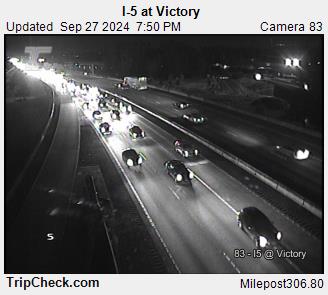 I-5 at Victory
Updated Sep 27 2024 7:50 PM Camera 83
S
83 - I5 @ Victory
TripCheck.com Milepost306.80